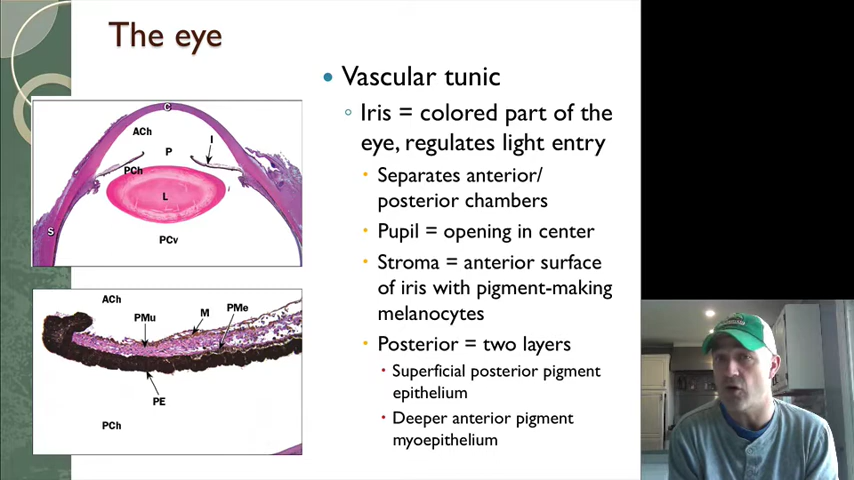 The eye
Vascular tunic
Iris = colored part of the
eye, regulates light entry
Separates anterior/
posterior chambers
Pupil = opening in center
Stroma = anterior surface
of iris with pigment-making
melanocytes
Posterior = two layers
Superficial posterior pigment
epithelium
Deeper anterior pigment
myoepithelium
C
ACh
P
I
PCh
L
S
PCv
ACh
PMu
M
PMe
PE
PCh